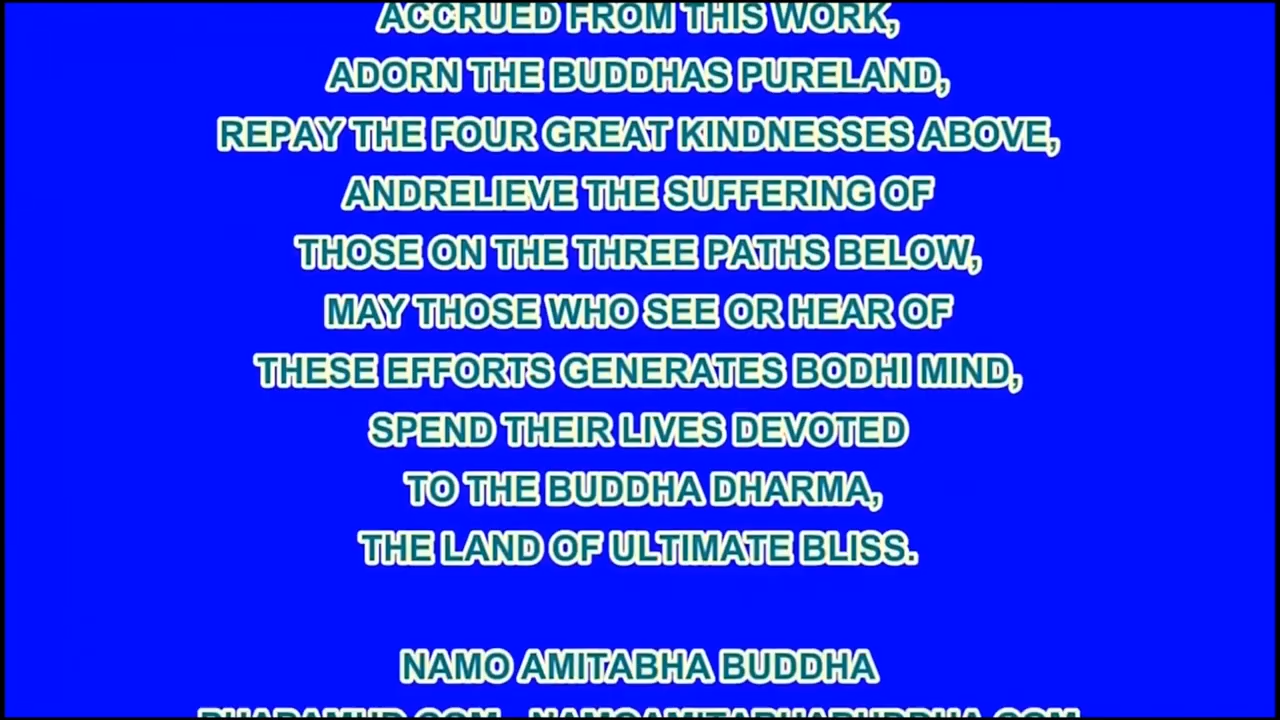 ACCRUED FROM THIS WORK,
ADORN THE BUDDHAS PURELAND,
REPAY THE FOUR GREAT KINDNESSES ABOVE,
ANDRELIEVE THE SUFFERING OF
THOSE ON THE THREE PATHS BELOW,
MAY THOSE WHO SEE OR HEAR OF
THESE EFFORTS GENERATES BODHI MIND,
SPEND THEIR LIVES DEVOTED
TO THE BUDDHA DHARMA,
THE LAND OF ULTIMATE BLISS.
NAMO AMITABHA BUDDHA